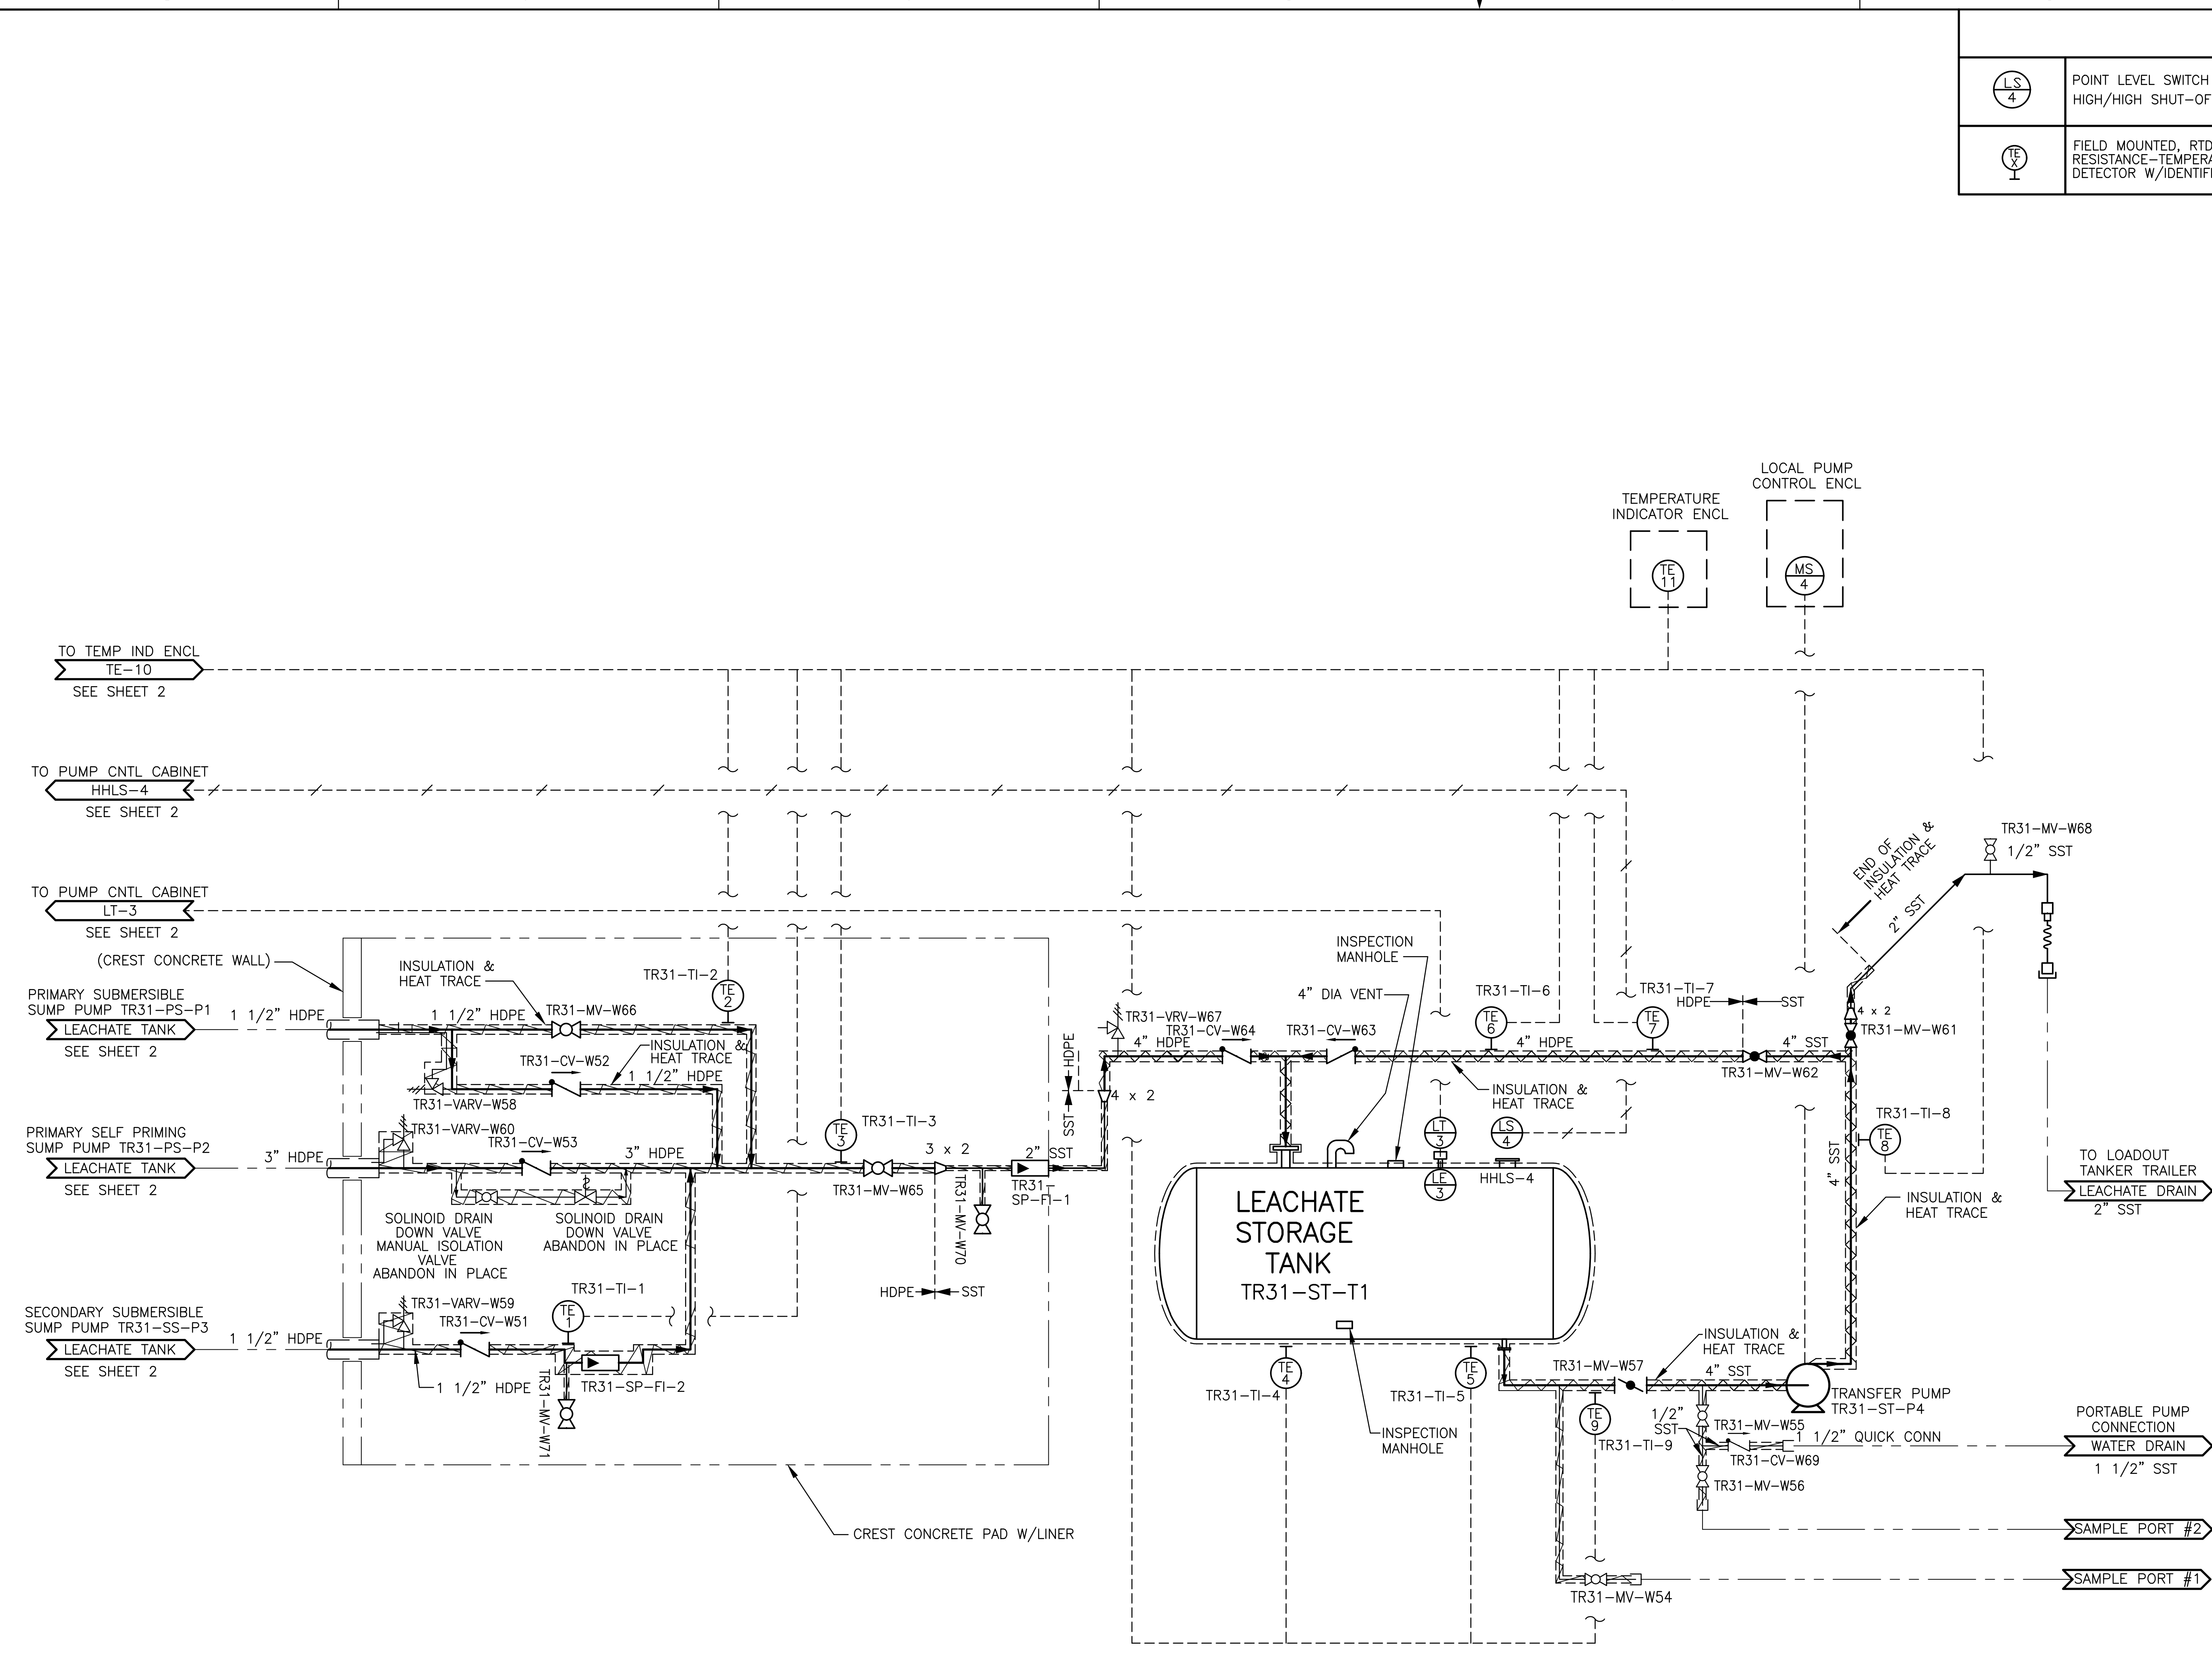 LS
4
POINT LEVEL SWITCH
HIGH/HIGH
TE
X
FIELD MOUNTED,
DETECTOR
LOCAL PUMP
CONTROL ENCL
MS
4
TEMPERATURE
INDICATOR ENCL
TE
11
TO TEMP IND ENCL
TE-10
SEE SHEET 2
TO PUMP CNTL CABINET
HHLS-4
SEE SHEET 2
TO PUMP CNTL CABINET
LT-3
SEE SHEET 2
(CREST CONCRETE WALL)
PRIMARY SUBMERSIBLE
SUMP PUMP TR31-PS-P1
LEACHATE TANK
SEE SHEET 2
1 1/2" HDPE
INSULATION &
HEAT TRACE
1 1/2" HDPE
TR31-MV-W66
TR31-TI-2
TE
2
TR31-CV-W52
INSULATION &
HEAT TRACE
1 1/2" HDPE
TR31-VARV-W58
PRIMARY SELF PRIMING
SUMP PUMP TR31-PS-P2
LEACHATE TANK
SEE SHEET 2
3" HDPE
TR31-VARV-W60
TR31-CV-W53
3" HDPE
S
SOLINOID DRAIN
DOWN VALVE
MANUAL ISOLATION
VALVE
ABANDON IN PLACE
SOLINOID DRAIN
DOWN VALVE
ABANDON IN PLACE
TE
3
TR31-TI-3
TR31-MV-W65
3 x 2
TR31-MV-W70
2" SST
TR31-
SP-FI-1
HDPE
SST
SECONDARY SUBMERSIBLE
SUMP PUMP TR31-SS-P3
LEACHATE TANK
SEE SHEET 2
1 1/2" HDPE
TR31-VARV-W59
TR31-CV-W51
TR31-TI-1
TE
1
1 1/2" HDPE
TR31-MV-W71
TR31-SP-FI-2
CREST CONCRETE PAD W/LINER
HDPE
SST
4 x 2
TR31-VRV-W67
4" HDPE
TR31-CV-W64
TR31-CV-W63
4" DIA VENT
INSPECTION
MANHOLE
TR31-TI-6
TE
6
4" HDPE
TR31-TI-7
TE
7
HDPE
SST
4" SST
TR31-MV-W62
INSULATION &
HEAT TRACE
LT
3
LE
3
LS
4
HHLS-4
LEACHATE
STORAGE
TANK
TR31-ST-T1
TE
4
TR31-TI-4
TE
5
TR31-TI-5
INSPECTION
MANHOLE
TR31-MV-W57
INSULATION &
HEAT TRACE
4" SST
TE
9
TR31-TI-9
TRANSFER PUMP
TR31-ST-P4
1/2"
SST
TR31-MV-W55
1 1/2" QUICK CONN
TR31-CV-W69
TR31-MV-W56
TR31-MV-W54
END OF
INSULATION &
HEAT TRACE
2" SST
TR31-MV-W68
1/2" SST
4 x 2
TR31-MV-W61
TR31-TI-8
TE
8
4" SST
INSULATION &
HEAT TRACE
TO LOADOUT
TANKER TRAILER
LEACHATE DRAIN
2" SST
PORTABLE PUMP
CONNECTION
WATER DRAIN
1 1/2" SST
SAMPLE PORT #2
SAMPLE PORT #1